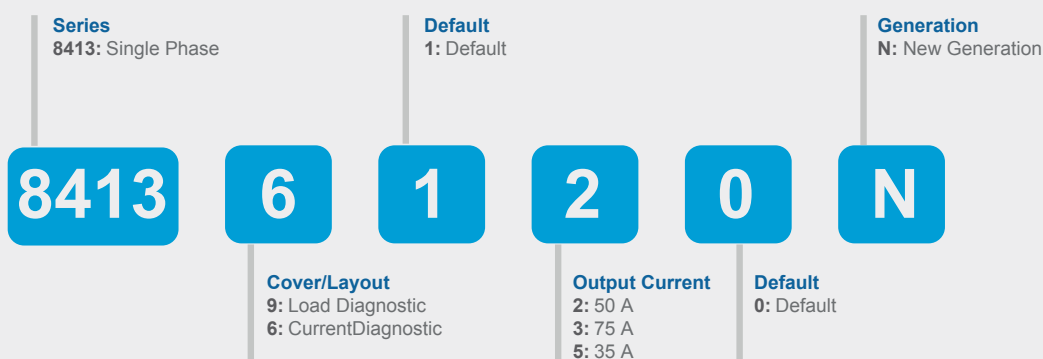 Series
8413: Single Phase
Default
1: Default
Generation
N: New Generation
8413 6 1 2 0 N
Cover/Layout
9: Load Diagnostic
6: CurrentDiagnostic
Output Current
2: 50 A
3: 75 A
5: 35 A
Default
0: Default